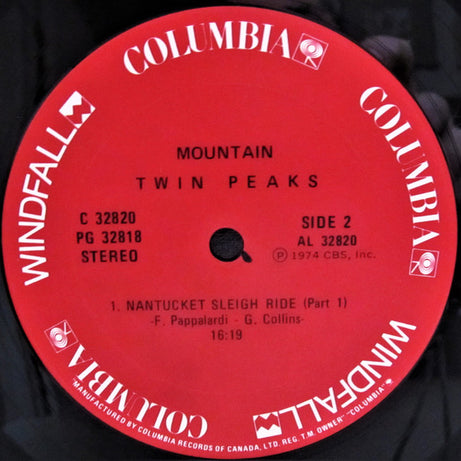 COLUMBIA
COLUMBIA
WINDFALL
COLUMBIA
WINDFALL
MOUNTAIN
TWIN PEAKS
C 32820
PG 32818
STEREO
SIDE 2
AL 32820
Ⓟ 1974 CBS, Inc.
1. NANTUCKET SLEIGH RIDE (Part 1)
-F. Pappalardi - G. Collins-
16:19
"MANUFACTURED BY COLUMBIA RECORDS OF CANADA, LTD. REG. T.M. OWNER"-"COLUMBIA"